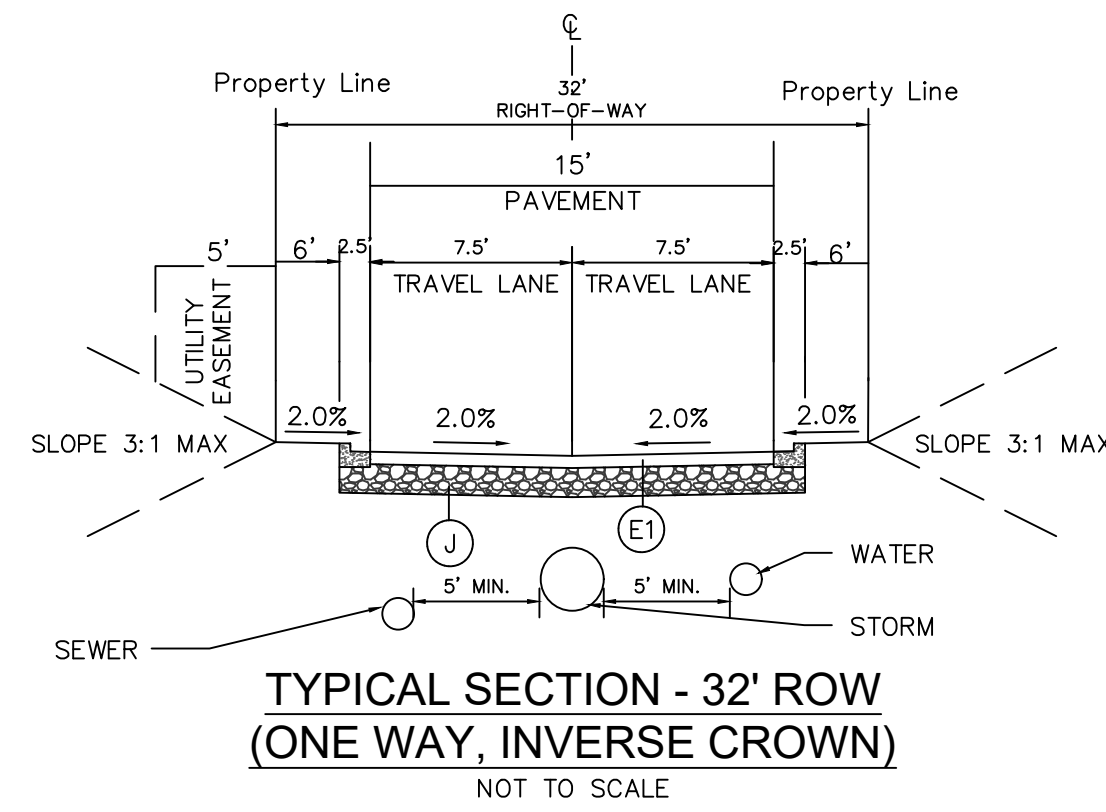 ℄
Property Line
32'
RIGHT-OF-WAY
Property Line
15'
PAVEMENT
5'
6'
2.5'
7.5'
7.5'
2.5'
6'
TRAVEL LANE
TRAVEL LANE
UTILITY
EASEMENT
2.0%
2.0%
2.0%
2.0%
SLOPE 3:1 MAX
SLOPE 3:1 MAX
J
E1
WATER
5' MIN.
5' MIN.
STORM
SEWER
TYPICAL SECTION - 32' ROW
(ONE WAY, INVERSE CROWN)
NOT TO SCALE